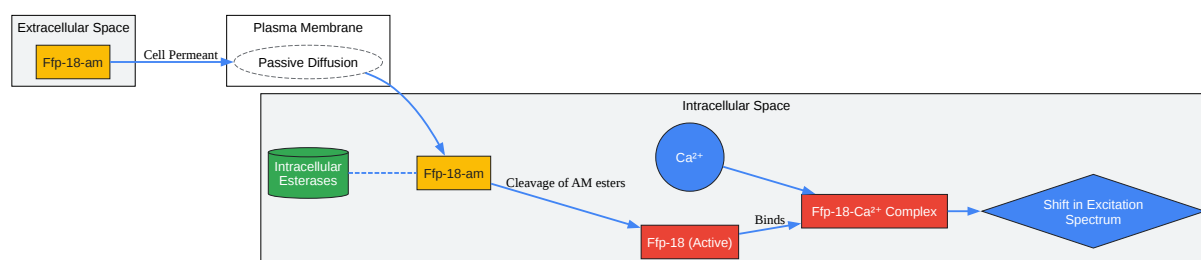 Extracellular Space
Ffp-18-am
Cell Permeant
Plasma Membrane
Passive Diffusion
Intracellular Space
Intracellular
Esterases
Ffp-18-am
Cleavage of AM esters
Ca²⁺
Ffp-18 (Active)
Binds
Ffp-18-Ca²⁺ Complex
Shift in Excitation
Spectrum